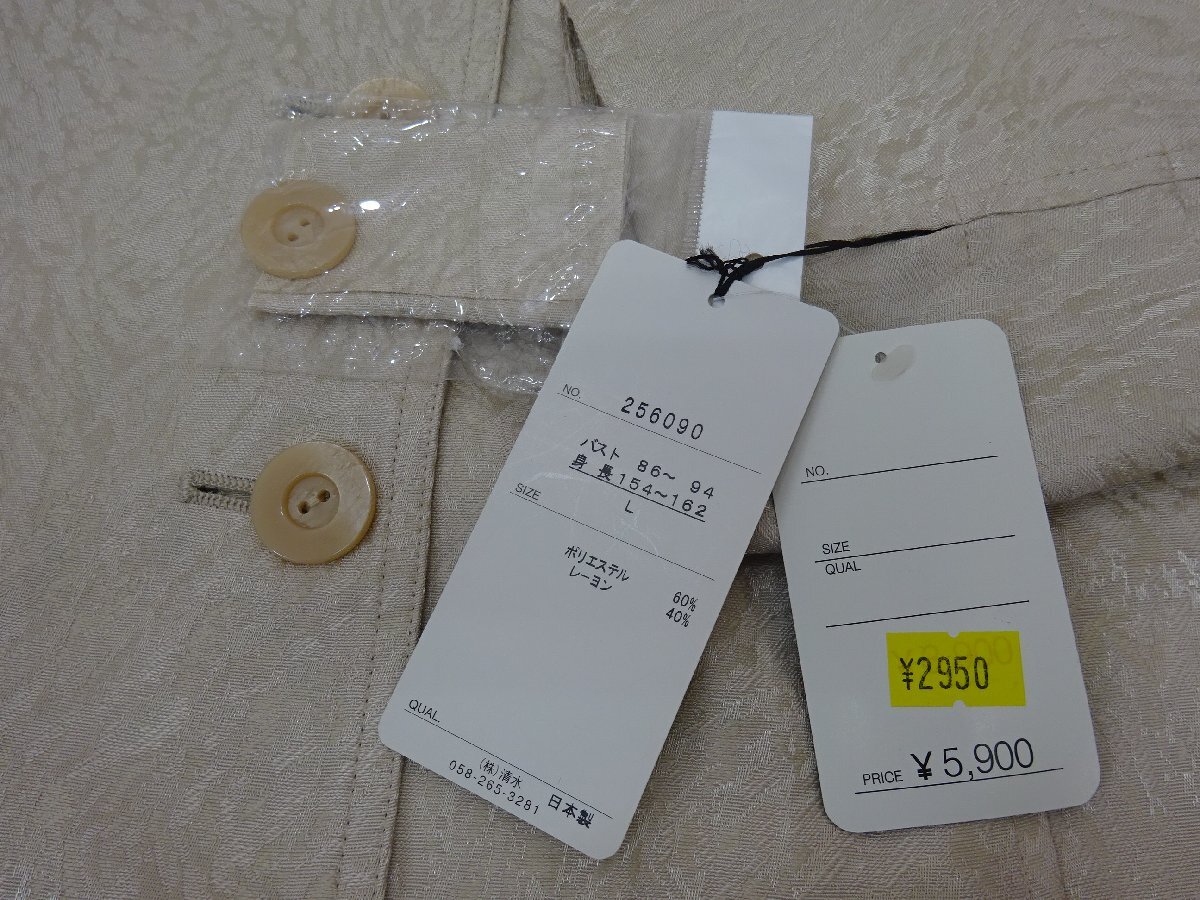 NO. 256090
バスト 86～ 94
身長154～162
SIZE L
ポリエステル 60%
レーヨン 40%
QUAL.
(株)清水
058-265-3281 日本製
NO.
SIZE
QUAL
¥2950
PRICE ¥5,900